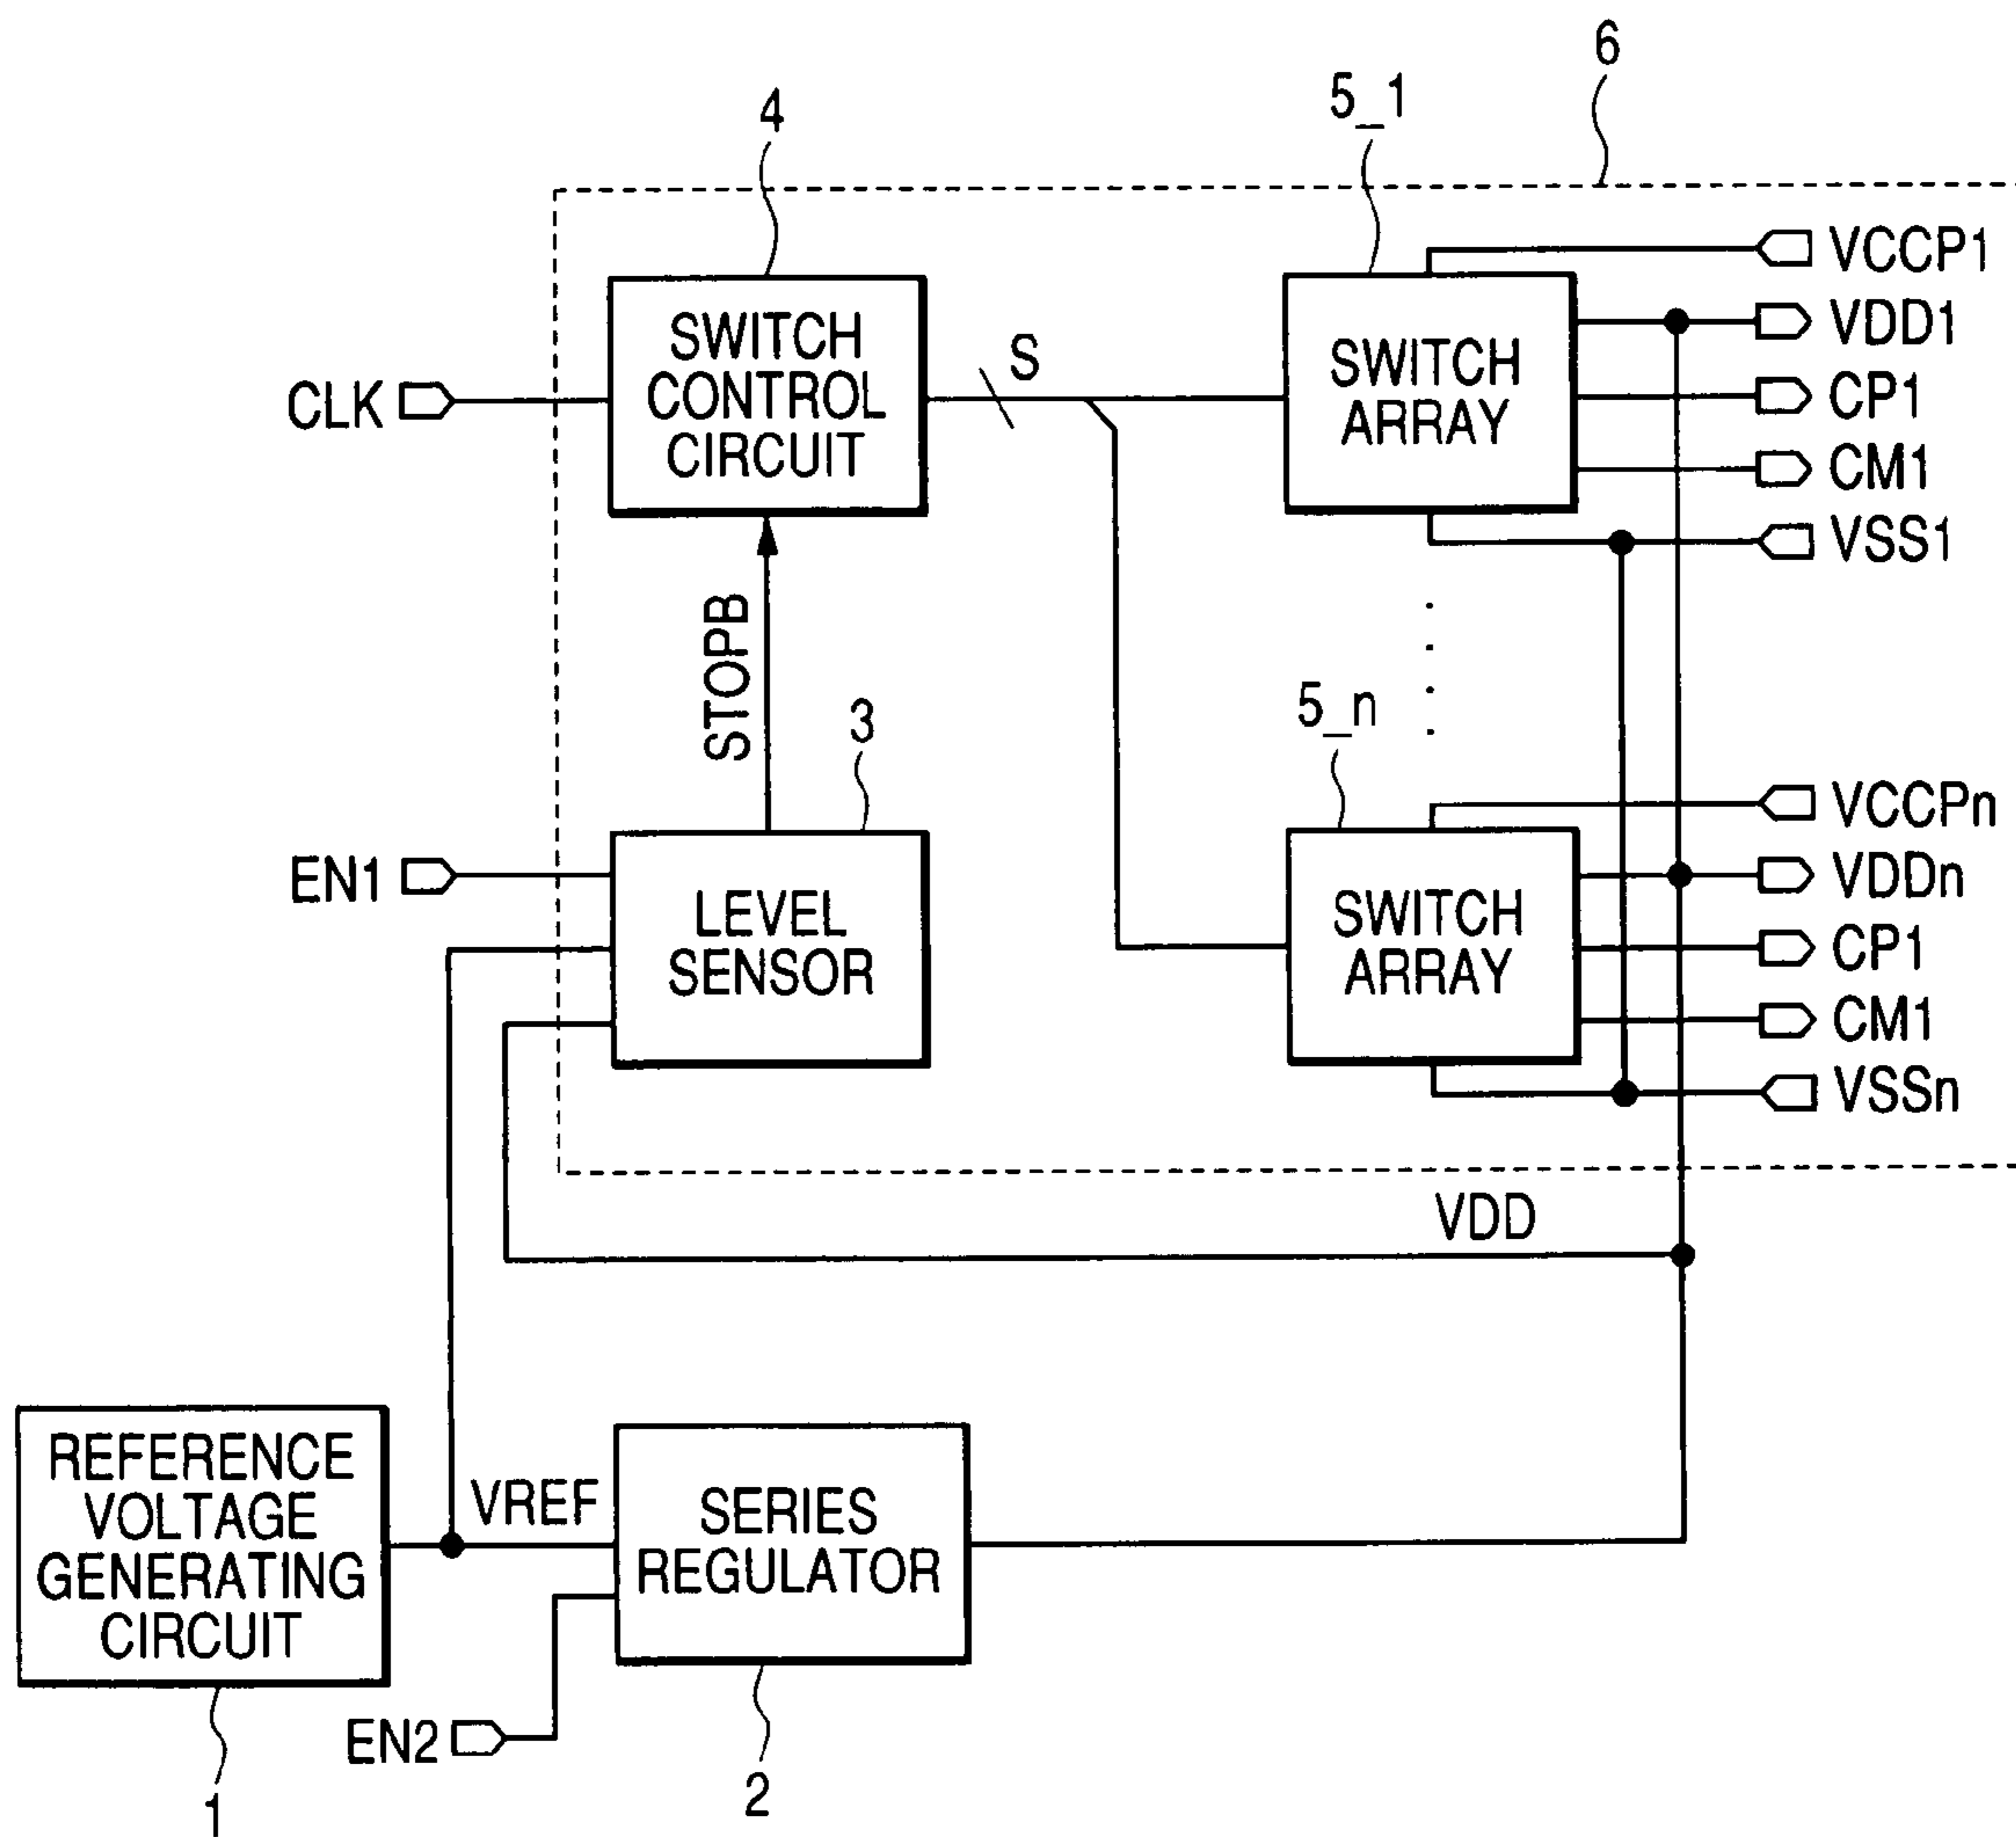 6
5_1
4
VCCP1
SWITCH
CONTROL
CIRCUIT
S
SWITCH
ARRAY
VDD1
CLK
CP1
CM1
VSS1
STOPB
3
5_n
VCCPn
EN1
LEVEL
SENSOR
SWITCH
ARRAY
VDDn
CP1
CM1
VSSn
VDD
REFERENCE
VOLTAGE
GENERATING
CIRCUIT
VREF
SERIES
REGULATOR
EN2
1
2